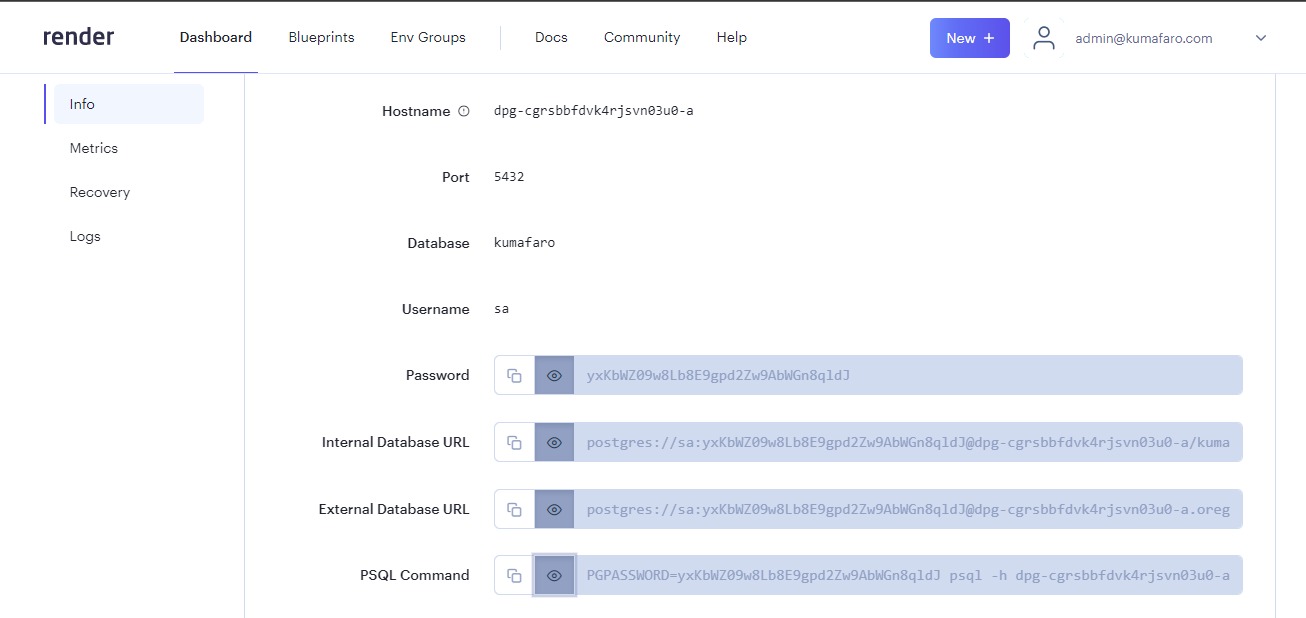 render
Dashboard
Blueprints
Env Groups
Docs
Community
Help
New +
admin@kumafaro.com
Info
Metrics
Recovery
Logs
Hostname dpg-cgrsbbfdvk4rjsvn03u0-a
Port 5432
Database kumafaro
Username sa
Password yxKbWZ09w8Lb8E9gpd2Zw9AbWGn8qldJ
Internal Database URL postgres://sa:yxKbWZ09w8Lb8E9gpd2Zw9AbWGn8qldJ@dpg-cgrsbbfdvk4rjsvn03u0-a/kuma
External Database URL postgres://sa:yxKbWZ09w8Lb8E9gpd2Zw9AbWGn8qldJ@dpg-cgrsbbfdvk4rjsvn03u0-a.oreg
PSQL Command PGPASSWORD=yxKbWZ09w8Lb8E9gpd2Zw9AbWGn8qldJ psql -h dpg-cgrsbbfdvk4rjsvn03u0-a